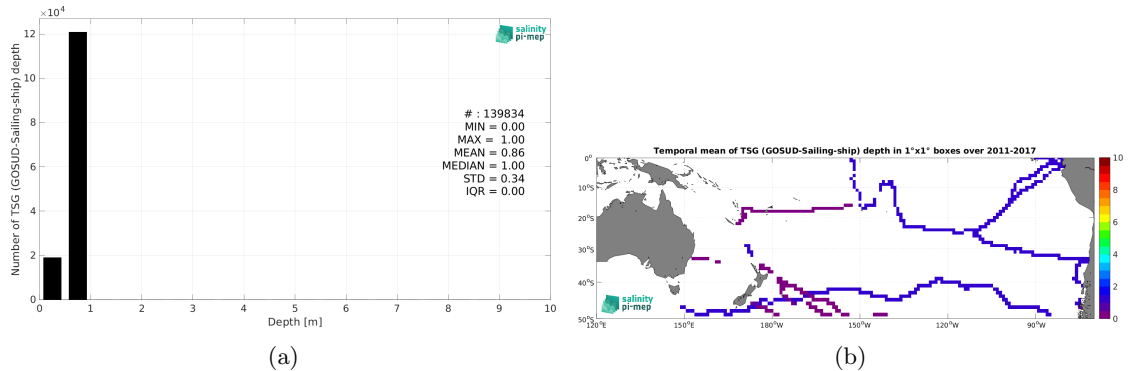 ×10⁴
12
10
8
6
4
2
0
Number of TSG (GOSUD-Sailing-ship) depth
salinity
pi-mep
# : 139834
MIN = 0.00
MAX = 1.00
MEAN = 0.86
MEDIAN = 1.00
STD = 0.34
IQR = 0.00
0 1 2 3 4 5 6 7 8 9 10
Depth [m]
(a)
Temporal mean of TSG (GOSUD-Sailing-ship) depth in 1°x1° boxes over 2011-2017
0°
10°S
20°S
30°S
40°S
50°S
salinity
pi-mep
120°E 150°E 180°W 150°W 120°W 90°W
10
8
6
4
2
0
(b)